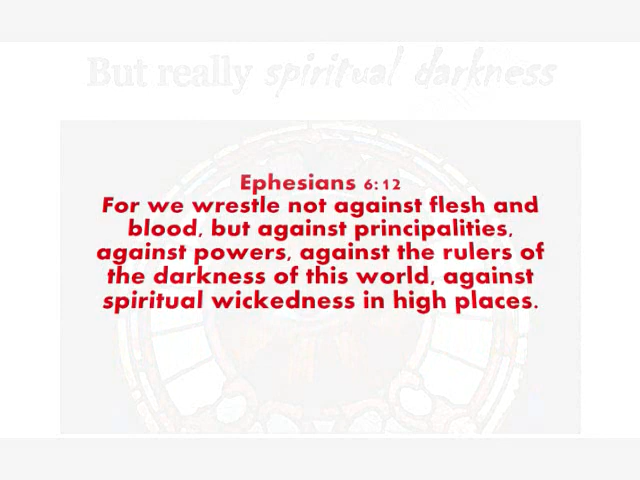 But really spiritual darkness
Ephesians 6:12
For we wrestle not against flesh and
blood, but against principalities,
against powers, against the rulers of
the darkness of this world, against
spiritual wickedness in high places.